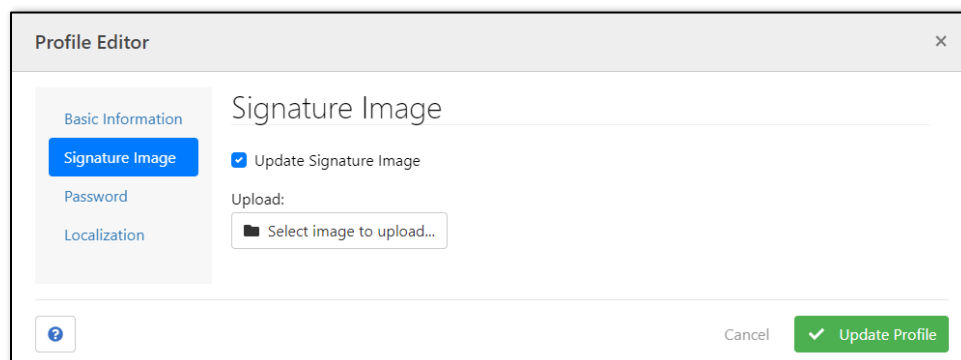 Profile Editor
Basic Information
Signature Image
Password
Localization
Signature Image
Update Signature Image
Upload:
Select image to upload...
Cancel
Update Profile